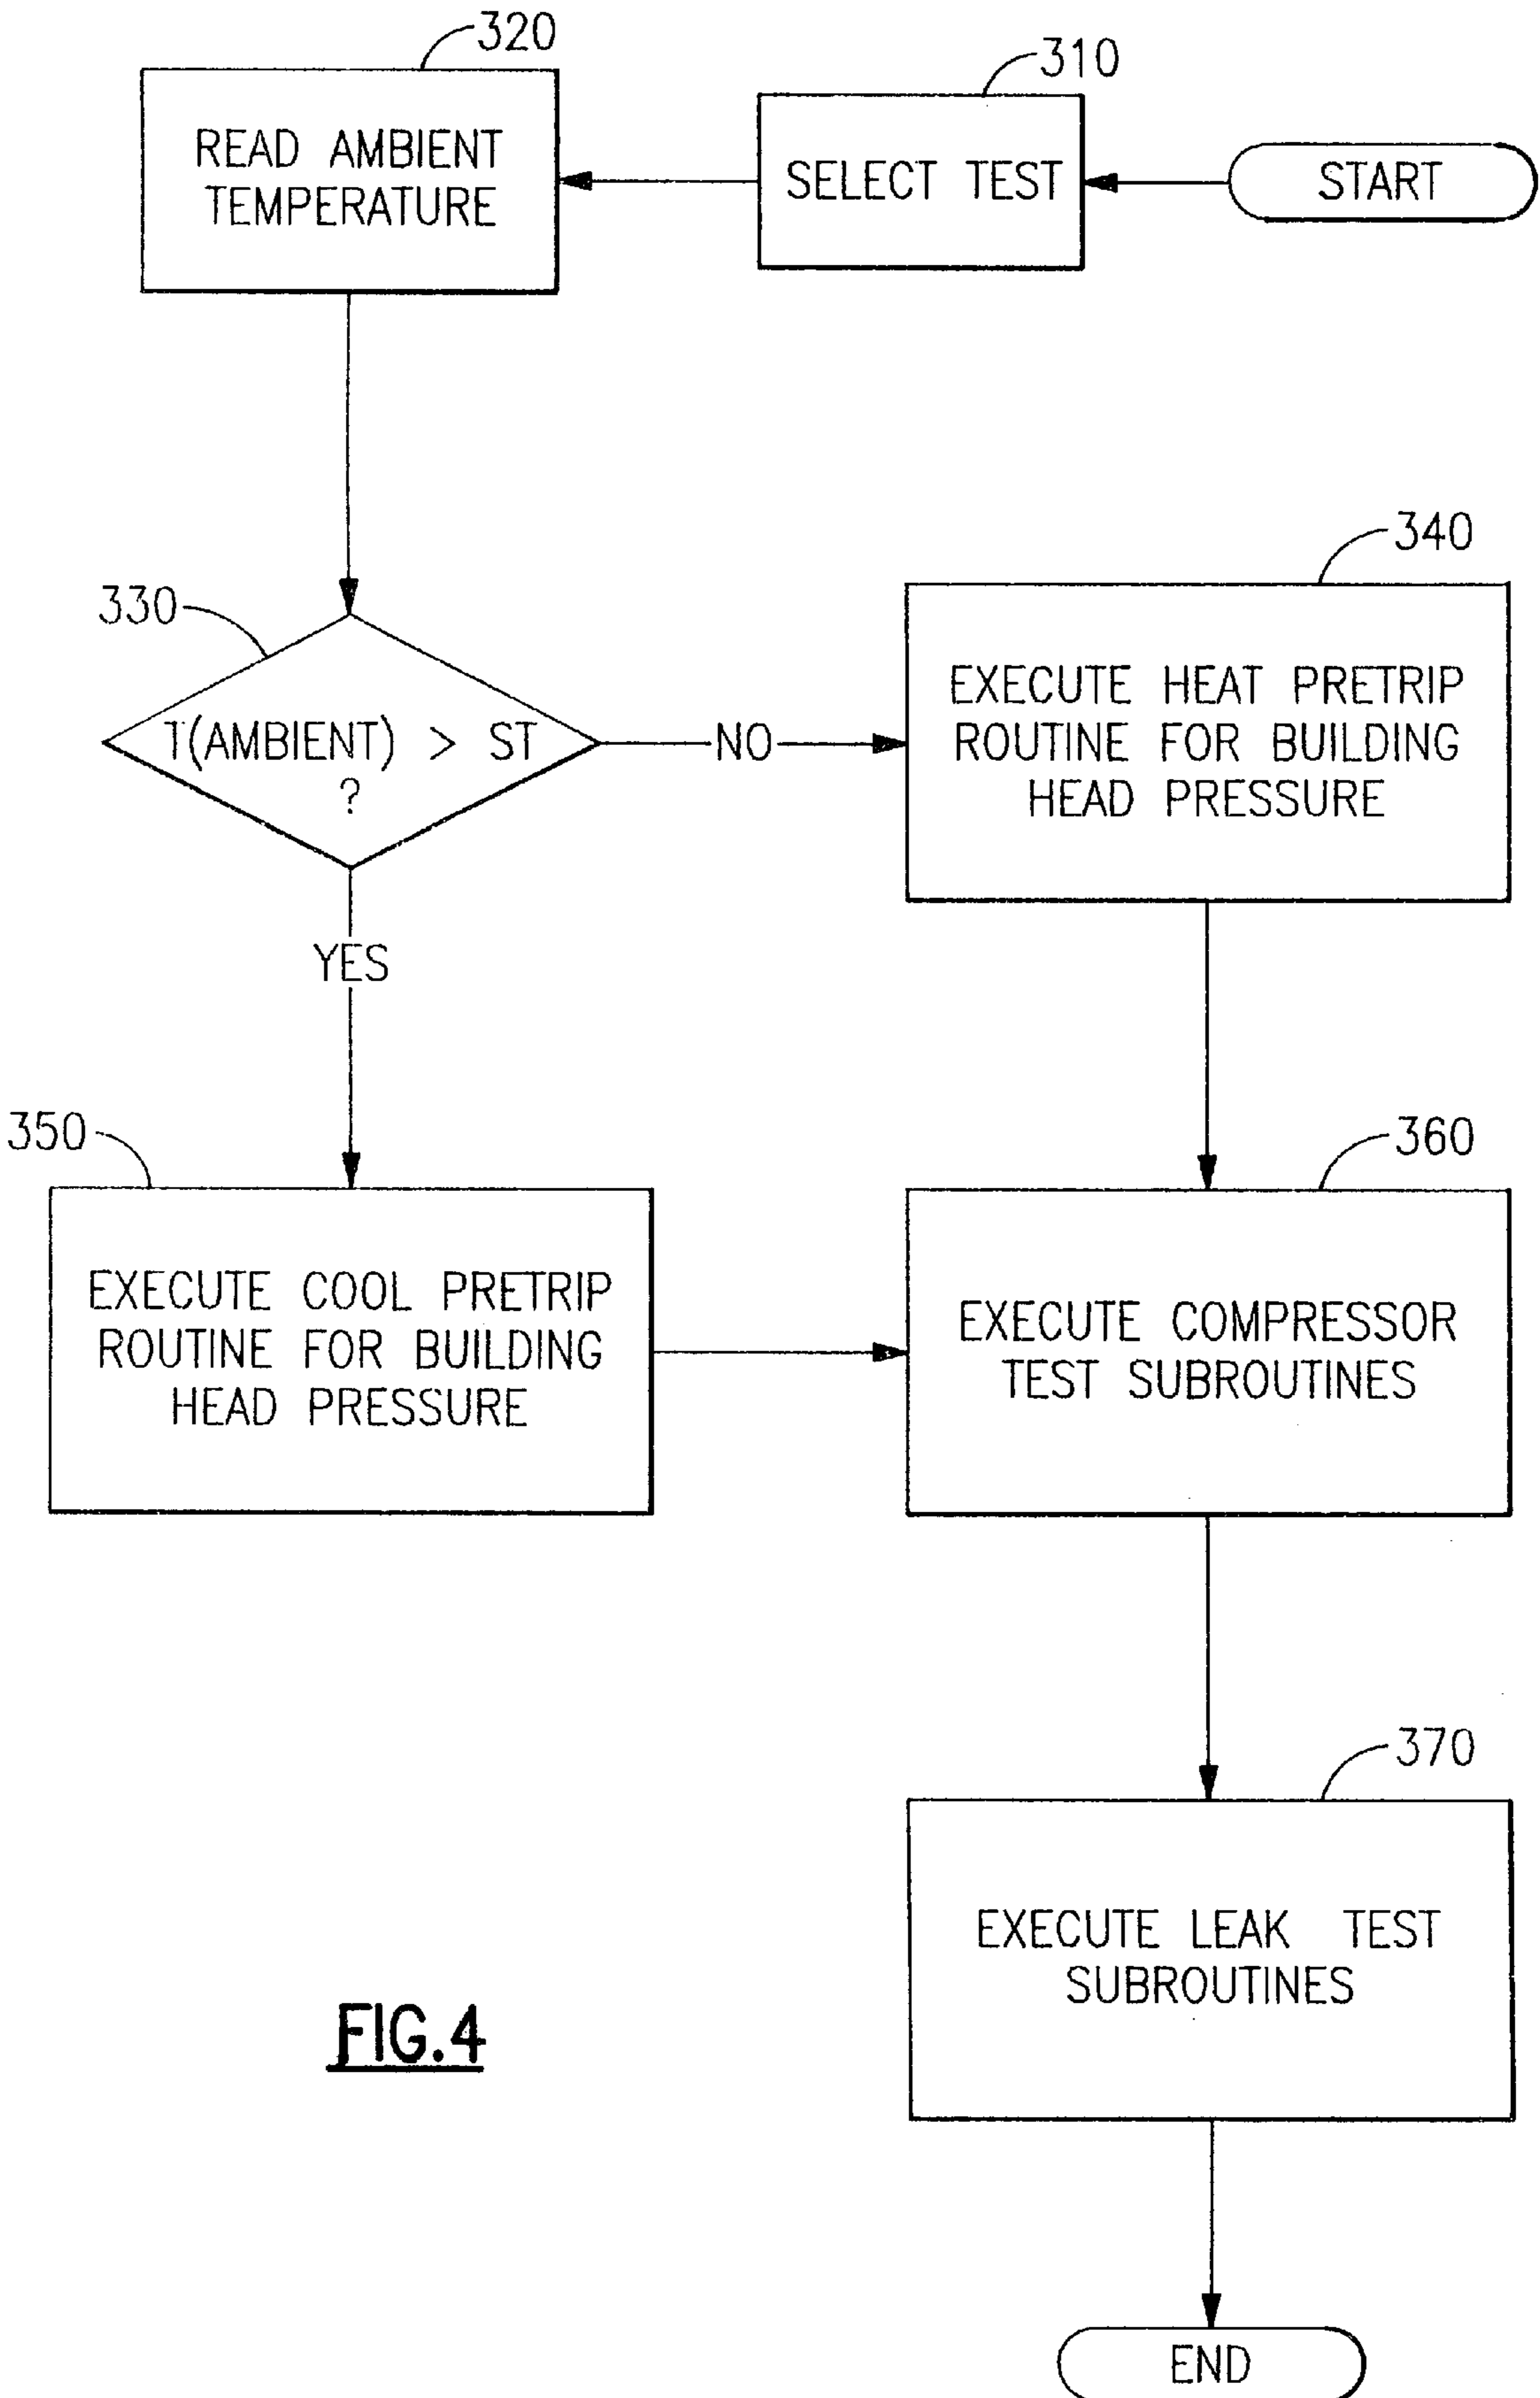 320
310
READ AMBIENT
TEMPERATURE
SELECT TEST
START
340
330
EXECUTE HEAT PRETRIP
ROUTINE FOR BUILDING
HEAD PRESSURE
T(AMBIENT) > ST
?
NO
YES
350
360
EXECUTE COOL PRETRIP
ROUTINE FOR BUILDING
HEAD PRESSURE
EXECUTE COMPRESSOR
TEST SUBROUTINES
370
EXECUTE LEAK TEST
SUBROUTINES
FIG.4
END